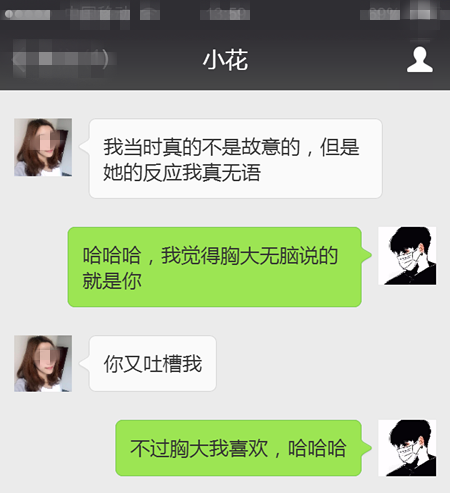 小花
我当时真的不是故意的，但是
她的反应我真无语
哈哈哈，我觉得胸大无脑说的
就是你
你又吐槽我
不过胸大我喜欢，哈哈哈